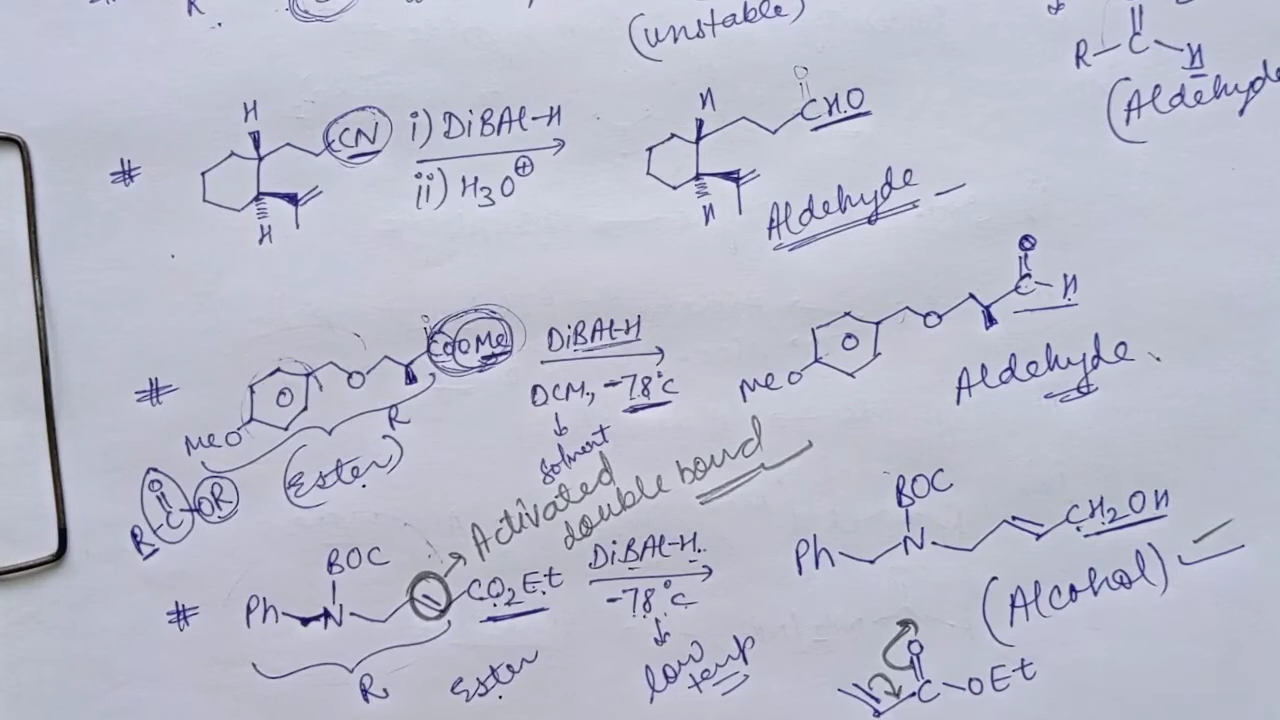 R
(unstable)
R-C-H
(Aldehyde
# H CN i) DiBAl-H H O CHO
ii) H3O⊕
H H
Aldehyde
# COOMe DiBAl-H O C-H
MeO O DCM, -78°C MeO O
R solvent Aldehyde.
(Ester)
O
R-C-OR
Activated
double bond
# BOC DiBAl-H. BOC
Ph N CO2Et -78°C Ph N CH2OH
R Ester low temp (Alcohol)
O
C-OEt